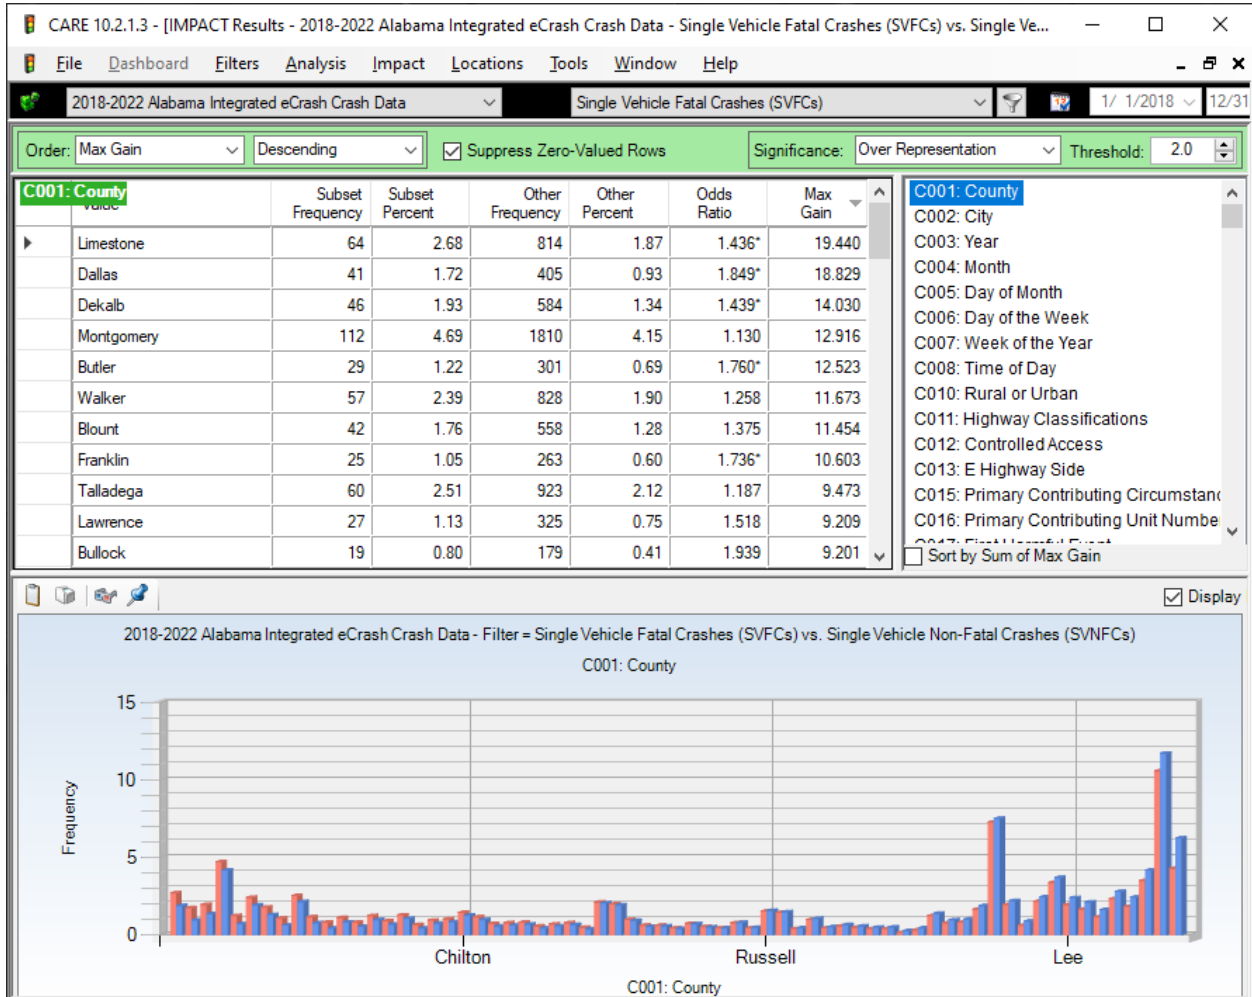 CARE 10.2.1.3 - [IMPACT Results - 2018-2022 Alabama Integrated eCrash Crash Data - Single Vehicle Fatal Crashes (SVFCs) vs. Single Ve...
File Dashboard Filters Analysis Impact Locations Tools Window Help
2018-2022 Alabama Integrated eCrash Crash Data Single Vehicle Fatal Crashes (SVFCs) 1/ 1/2018 12/31
Order: Max Gain Descending Suppress Zero-Valued Rows Significance: Over Representation Threshold: 2.0
C001: County
Value Subset Frequency Subset Percent Other Frequency Other Percent Odds Ratio Max Gain
Limestone 64 2.68 814 1.87 1.436* 19.440
Dallas 41 1.72 405 0.93 1.849* 18.829
Dekalb 46 1.93 584 1.34 1.439* 14.030
Montgomery 112 4.69 1810 4.15 1.130 12.916
Butler 29 1.22 301 0.69 1.760* 12.523
Walker 57 2.39 828 1.90 1.258 11.673
Blount 42 1.76 558 1.28 1.375 11.454
Franklin 25 1.05 263 0.60 1.736* 10.603
Talladega 60 2.51 923 2.12 1.187 9.473
Lawrence 27 1.13 325 0.75 1.518 9.209
Bullock 19 0.80 179 0.41 1.939 9.201
C001: County
C002: City
C003: Year
C004: Month
C005: Day of Month
C006: Day of the Week
C007: Week of the Year
C008: Time of Day
C010: Rural or Urban
C011: Highway Classifications
C012: Controlled Access
C013: E Highway Side
C015: Primary Contributing Circumstanc
C016: Primary Contributing Unit Number
C017: First Harmful Event
Sort by Sum of Max Gain
Display
2018-2022 Alabama Integrated eCrash Crash Data - Filter = Single Vehicle Fatal Crashes (SVFCs) vs. Single Vehicle Non-Fatal Crashes (SVNFCs)
C001: County
15
10
5
0
Frequency
Chilton Russell Lee
C001: County